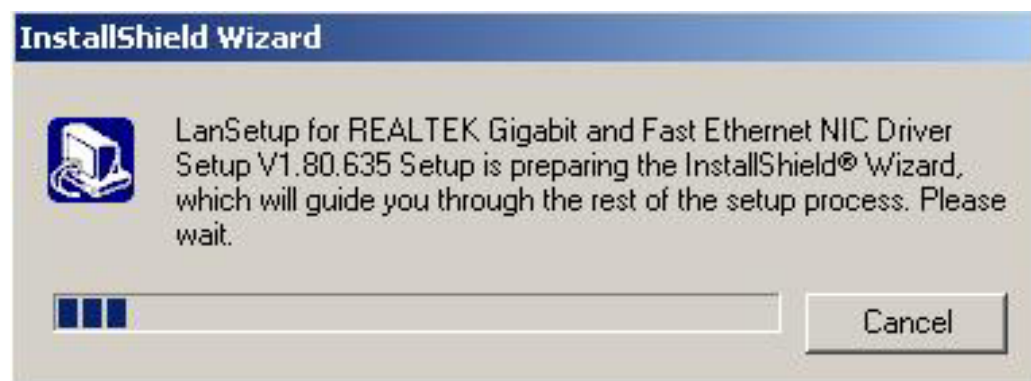 InstallShield Wizard
LanSetup for REALTEK Gigabit and Fast Ethernet NIC Driver
Setup V1.80.635 Setup is preparing the InstallShield® Wizard,
which will guide you through the rest of the setup process. Please
wait.
Cancel